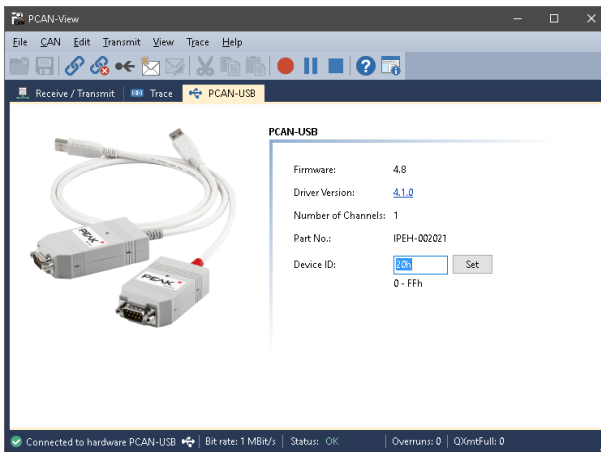 PCAN-View
File CAN Edit Transmit View Trace Help
Receive / Transmit Trace PCAN-USB
PCAN-USB
Firmware: 4.8
Driver Version: 4.1.0
Number of Channels: 1
Part No.: IPEH-002021
Device ID: 20h Set
0 - FFh
PEAK
PEAK
Connected to hardware PCAN-USB Bit rate: 1 MBit/s Status: OK Overruns: 0 QXmtFull: 0